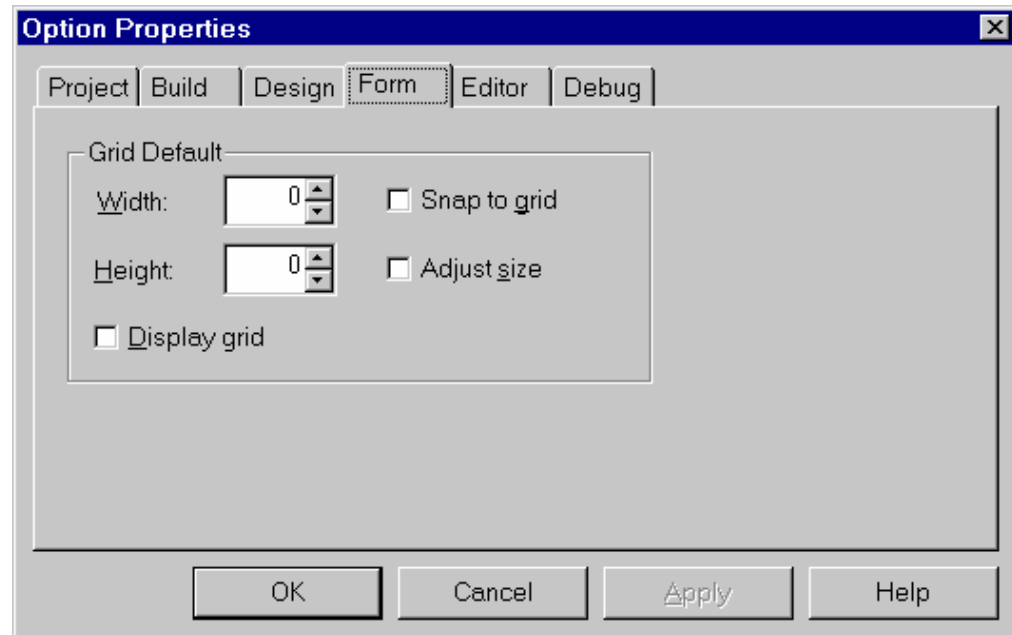 Option Properties
Project Build Design Form Editor Debug
Grid Default
Width: 0 Snap to grid
Height: 0 Adjust size
Display grid
OK Cancel Apply Help